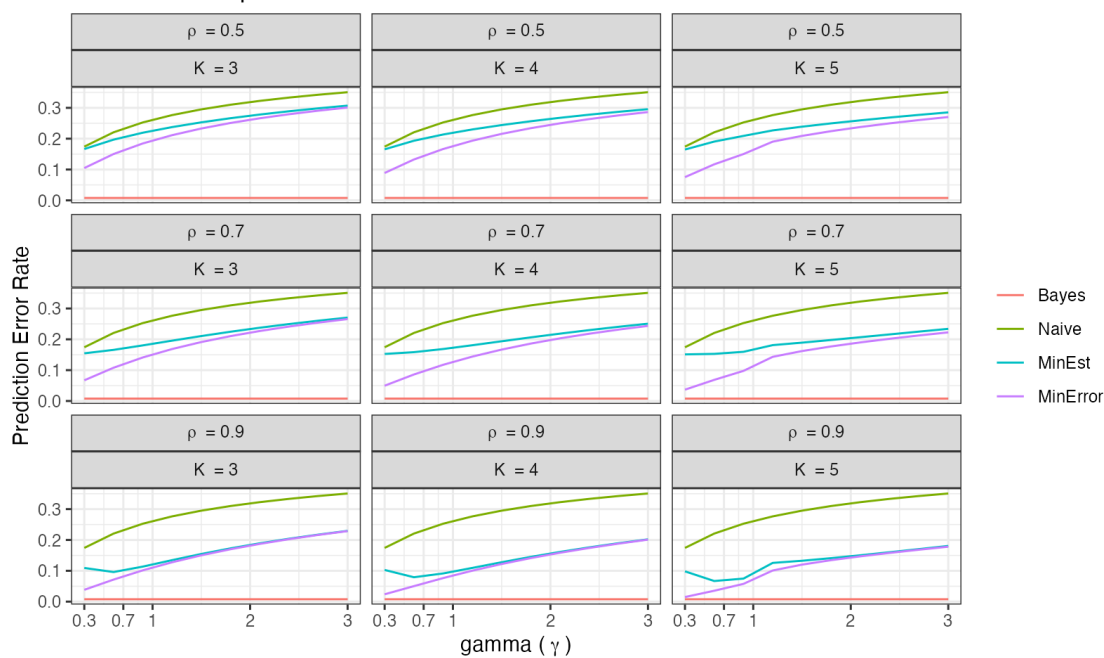 ρ = 0.5 ρ = 0.5 ρ = 0.5
K = 3 K = 4 K = 5
0.3
0.2
0.1
0.0
ρ = 0.7 ρ = 0.7 ρ = 0.7
K = 3 K = 4 K = 5
0.3
0.2
0.1
0.0
ρ = 0.9 ρ = 0.9 ρ = 0.9
K = 3 K = 4 K = 5
0.3
0.2
0.1
0.0
0.3 0.7 1 2 3 0.3 0.7 1 2 3 0.3 0.7 1 2 3
gamma ( γ )
Prediction Error Rate
Bayes
Naive
MinEst
MinError